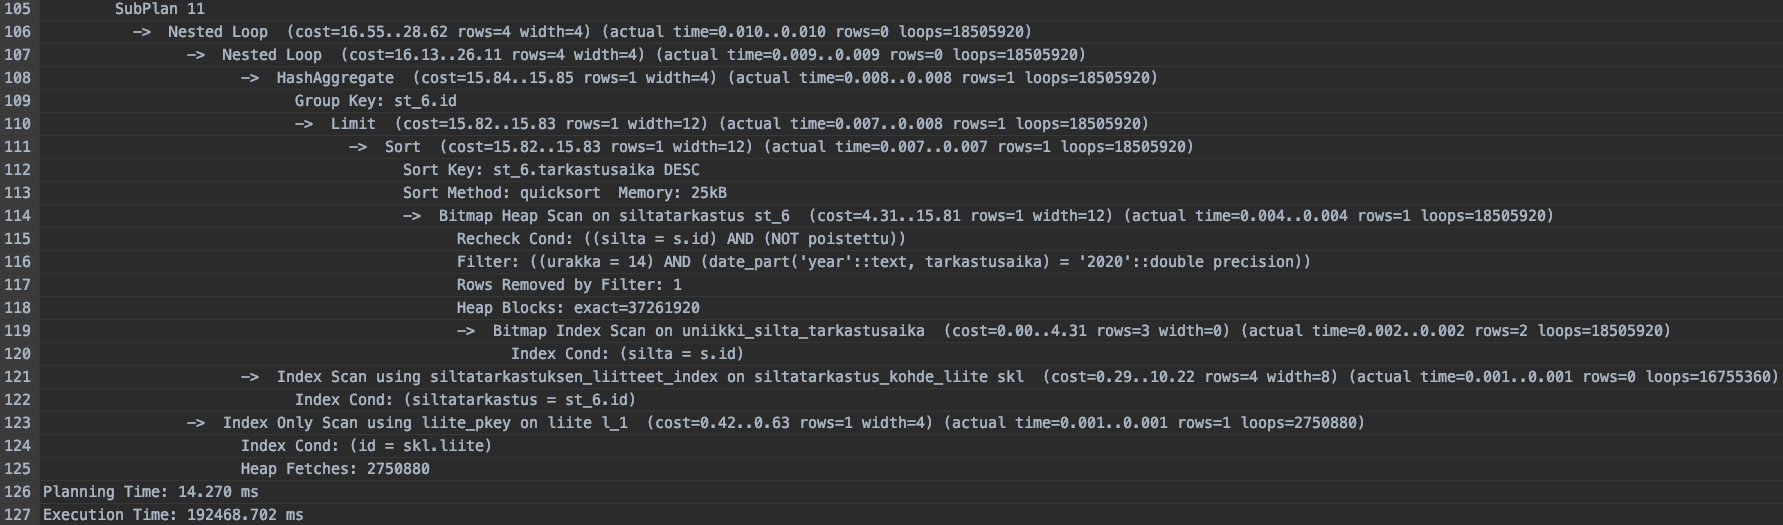 105 SubPlan 11
106 -> Nested Loop (cost=16.55..28.62 rows=4 width=4) (actual time=0.010..0.010 rows=0 loops=18505920)
107 -> Nested Loop (cost=16.13..26.11 rows=4 width=4) (actual time=0.009..0.009 rows=0 loops=18505920)
108 -> HashAggregate (cost=15.84..15.85 rows=1 width=4) (actual time=0.008..0.008 rows=1 loops=18505920)
109 Group Key: st_6.id
110 -> Limit (cost=15.82..15.83 rows=1 width=12) (actual time=0.007..0.008 rows=1 loops=18505920)
111 -> Sort (cost=15.82..15.83 rows=1 width=12) (actual time=0.007..0.007 rows=1 loops=18505920)
112 Sort Key: st_6.tarkastusaika DESC
113 Sort Method: quicksort Memory: 25kB
114 -> Bitmap Heap Scan on siltatarkastus st_6 (cost=4.31..15.81 rows=1 width=12) (actual time=0.004..0.004 rows=1 loops=18505920)
115 Recheck Cond: ((silta = s.id) AND (NOT poistettu))
116 Filter: ((urakka = 14) AND (date_part('year'::text, tarkastusaika) = '2020'::double precision))
117 Rows Removed by Filter: 1
118 Heap Blocks: exact=37261920
119 -> Bitmap Index Scan on uniikki_silta_tarkastusaika (cost=0.00..4.31 rows=3 width=0) (actual time=0.002..0.002 rows=2 loops=18505920)
120 Index Cond: (silta = s.id)
121 -> Index Scan using siltatarkastuksen_liitteet_index on siltatarkastus_kohde_liite skl (cost=0.29..10.22 rows=4 width=8) (actual time=0.001..0.001 rows=0 loops=16755360)
122 Index Cond: (siltatarkastus = st_6.id)
123 -> Index Only Scan using liite_pkey on liite l_1 (cost=0.42..0.63 rows=1 width=4) (actual time=0.001..0.001 rows=1 loops=2750880)
124 Index Cond: (id = skl.liite)
125 Heap Fetches: 2750880
126 Planning Time: 14.270 ms
127 Execution Time: 192468.702 ms